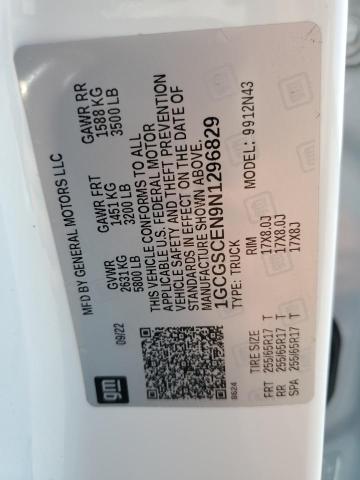 MFD BY GENERAL MOTORS LLC
GVWR GAWR FRT GAWR RR
2631 KG 1451 KG 1588 KG
5800 LB 3200 LB 3500 LB
09/22
gm
THIS VEHICLE CONFORMS TO ALL
APPLICABLE U.S. FEDERAL MOTOR
VEHICLE SAFETY AND THEFT PREVENTION
STANDARDS IN EFFECT ON THE DATE OF
MANUFACTURE SHOWN ABOVE.
1GCGSCEN9N1296829
TYPE: TRUCK MODEL: 9912N43
8624
TIRE SIZE RIM
FRT 255/65R17 T 17X8.0J
RR 255/65R17 T 17X8.0J
SPA 255/65R17 T 17X8J